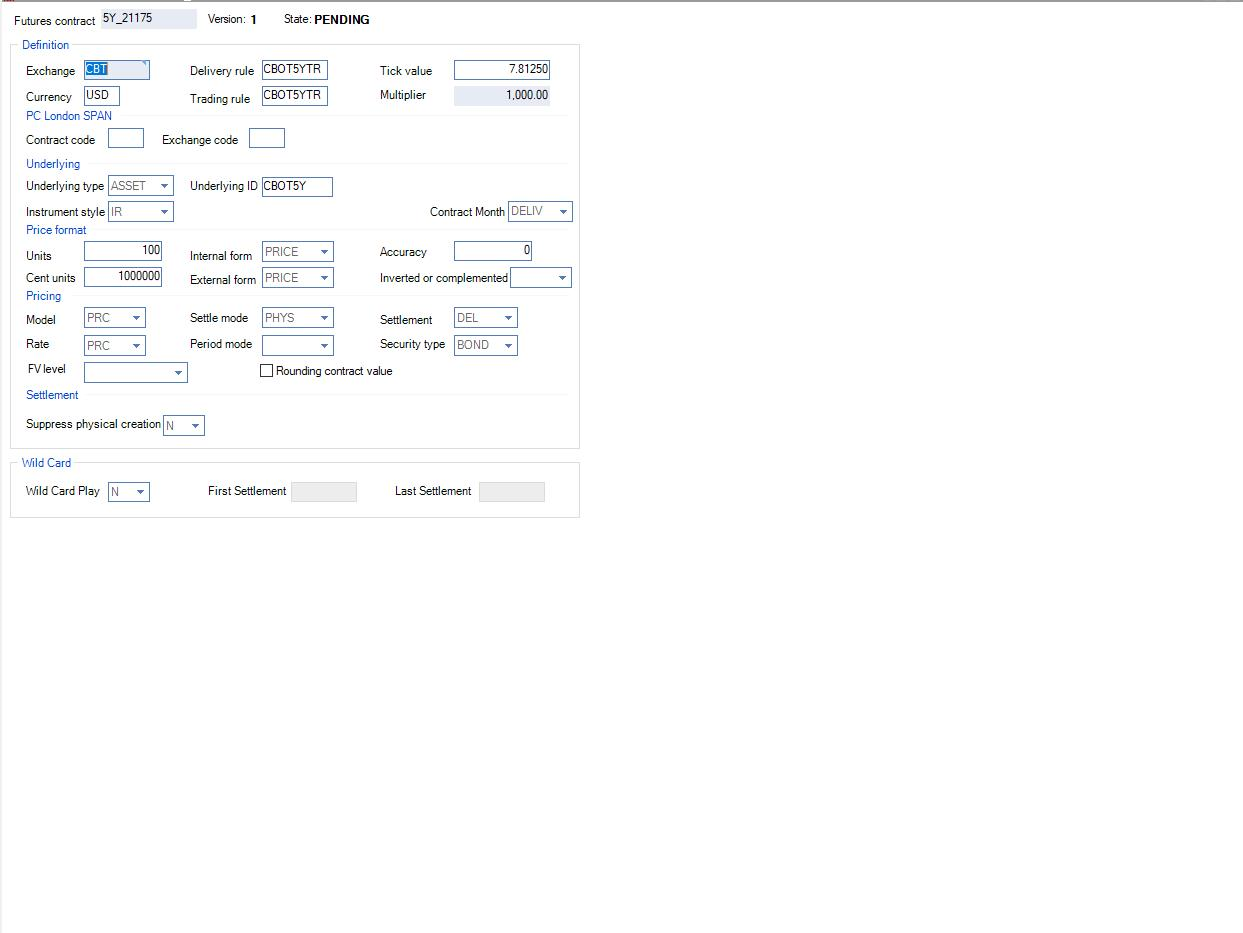 Futures contract 5Y_21175 Version: 1 State: PENDING
Definition
Exchange CBT Delivery rule CBOT5YTR Tick value 7.81250
Currency USD Trading rule CBOT5YTR Multiplier 1,000.00
PC London SPAN
Contract code Exchange code
Underlying
Underlying type ASSET Underlying ID CBOT5Y
Instrument style IR Contract Month DELIV
Price format
Units 100 Internal form PRICE Accuracy 0
Cent units 1000000 External form PRICE Inverted or complemented
Pricing
Model PRC Settle mode PHYS Settlement DEL
Rate PRC Period mode Security type BOND
FV level Rounding contract value
Settlement
Suppress physical creation N
Wild Card
Wild Card Play N First Settlement Last Settlement